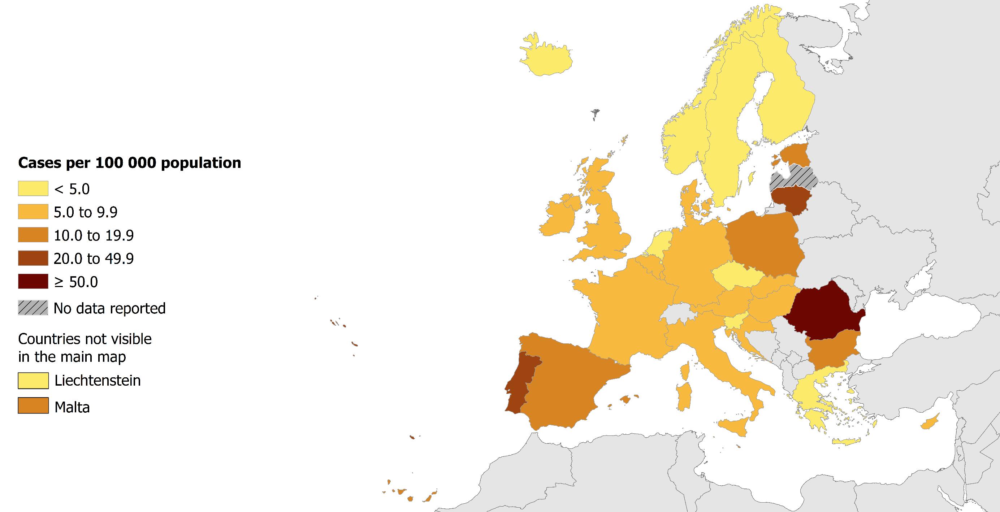 Cases per 100 000 population
< 5.0
5.0 to 9.9
10.0 to 19.9
20.0 to 49.9
≥ 50.0
No data reported
Countries not visible
in the main map
Liechtenstein
Malta